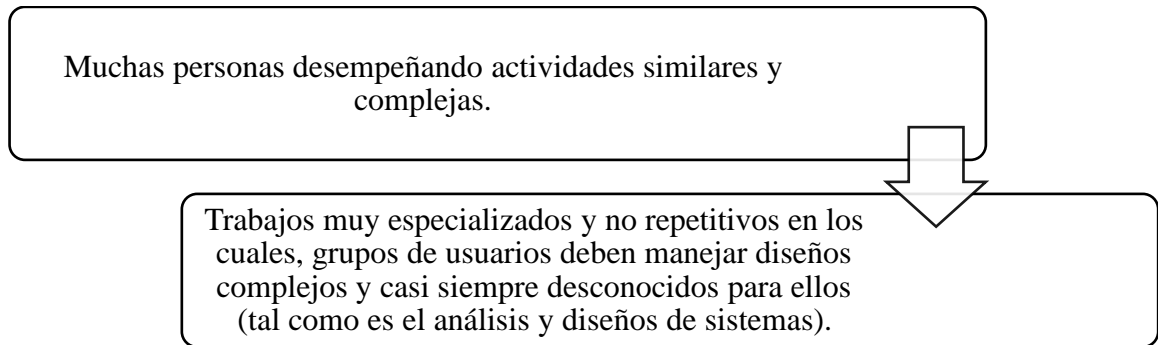 Muchas personas desempeñando actividades similares y
complejas.
Trabajos muy especializados y no repetitivos en los
cuales, grupos de usuarios deben manejar diseños
complejos y casi siempre desconocidos para ellos
(tal como es el análisis y diseños de sistemas).